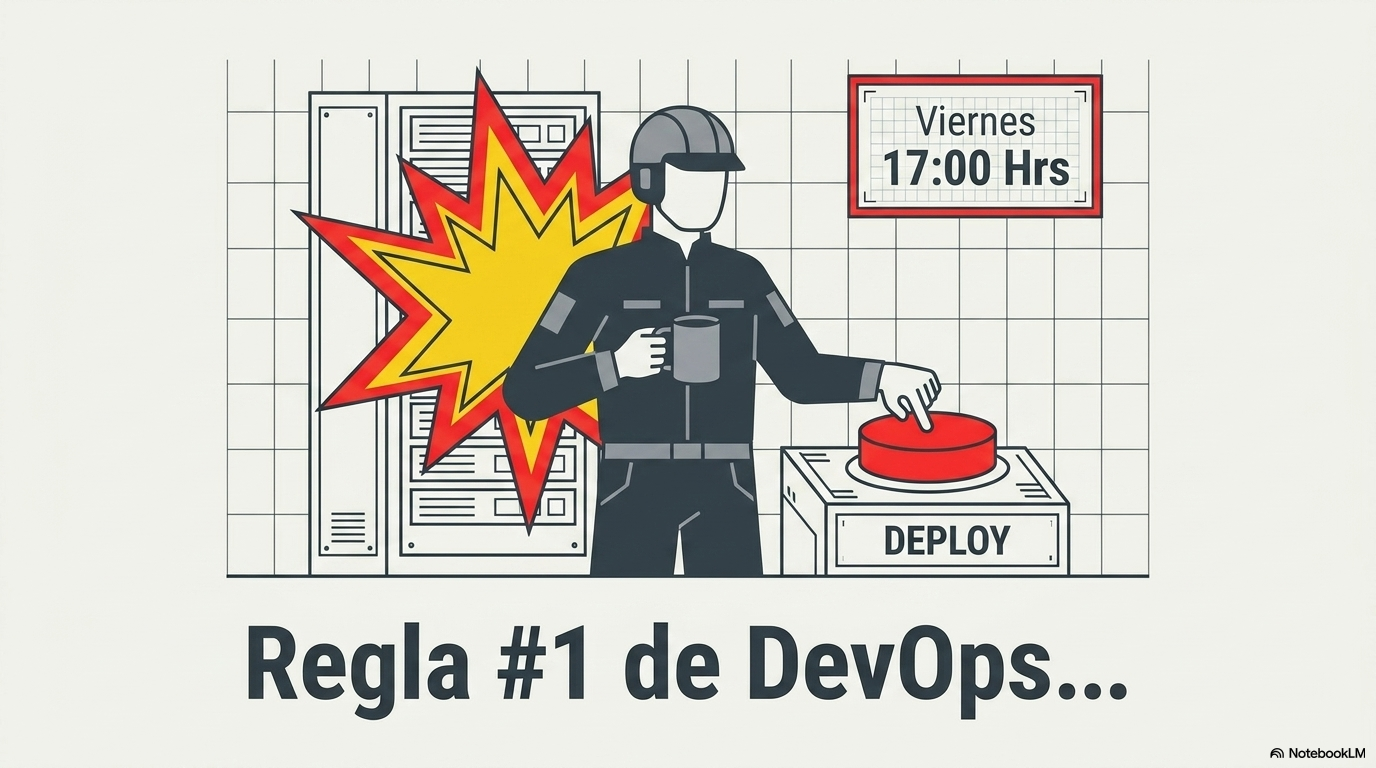 Viernes
17:00 Hrs
DEPLOY
Regla #1 de DevOps...
NotebookLM